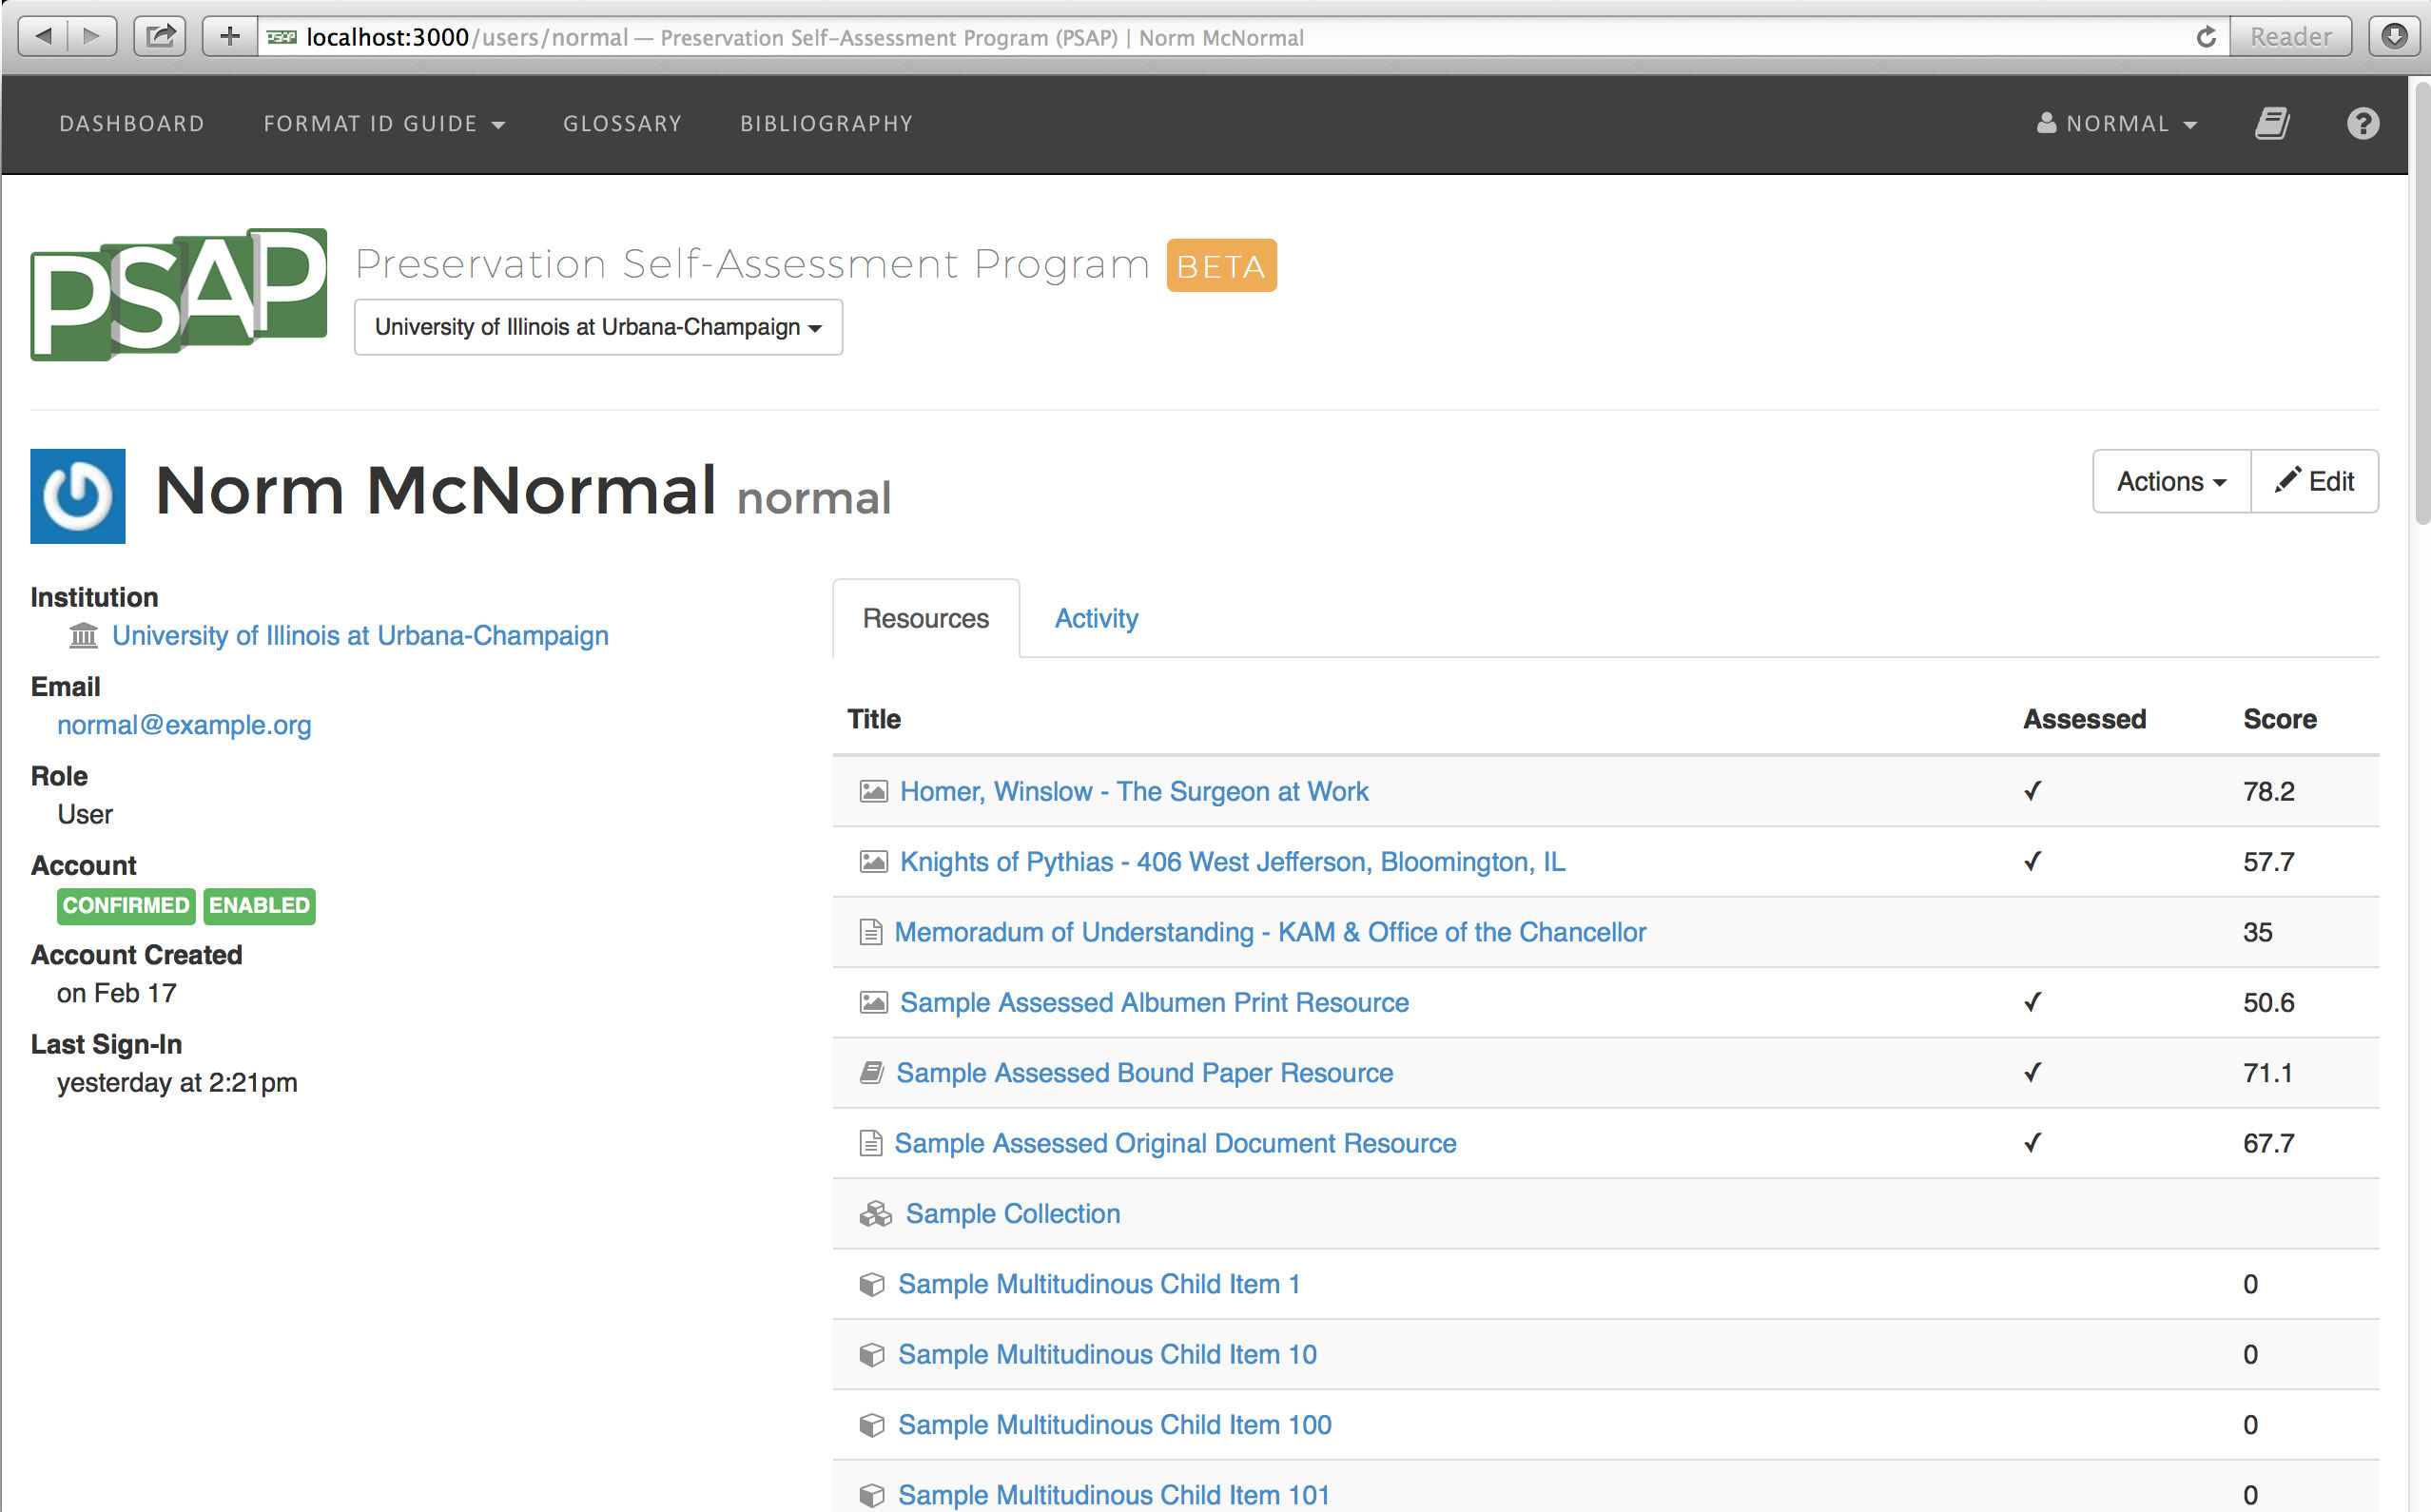 localhost:3000/users/normal — Preservation Self-Assessment Program (PSAP) | Norm McNormal
Reader
DASHBOARD FORMAT ID GUIDE GLOSSARY BIBLIOGRAPHY NORMAL
PSAP
Preservation Self-Assessment Program BETA
University of Illinois at Urbana-Champaign
Norm McNormal normal
Actions Edit
Institution
University of Illinois at Urbana-Champaign
Email
normal@example.org
Role
User
Account
CONFIRMED ENABLED
Account Created
on Feb 17
Last Sign-In
yesterday at 2:21pm
Resources Activity
Title Assessed Score
Homer, Winslow - The Surgeon at Work ✓ 78.2
Knights of Pythias - 406 West Jefferson, Bloomington, IL ✓ 57.7
Memoradum of Understanding - KAM & Office of the Chancellor 35
Sample Assessed Albumen Print Resource ✓ 50.6
Sample Assessed Bound Paper Resource ✓ 71.1
Sample Assessed Original Document Resource ✓ 67.7
Sample Collection
Sample Multitudinous Child Item 1 0
Sample Multitudinous Child Item 10 0
Sample Multitudinous Child Item 100 0
Sample Multitudinous Child Item 101 0